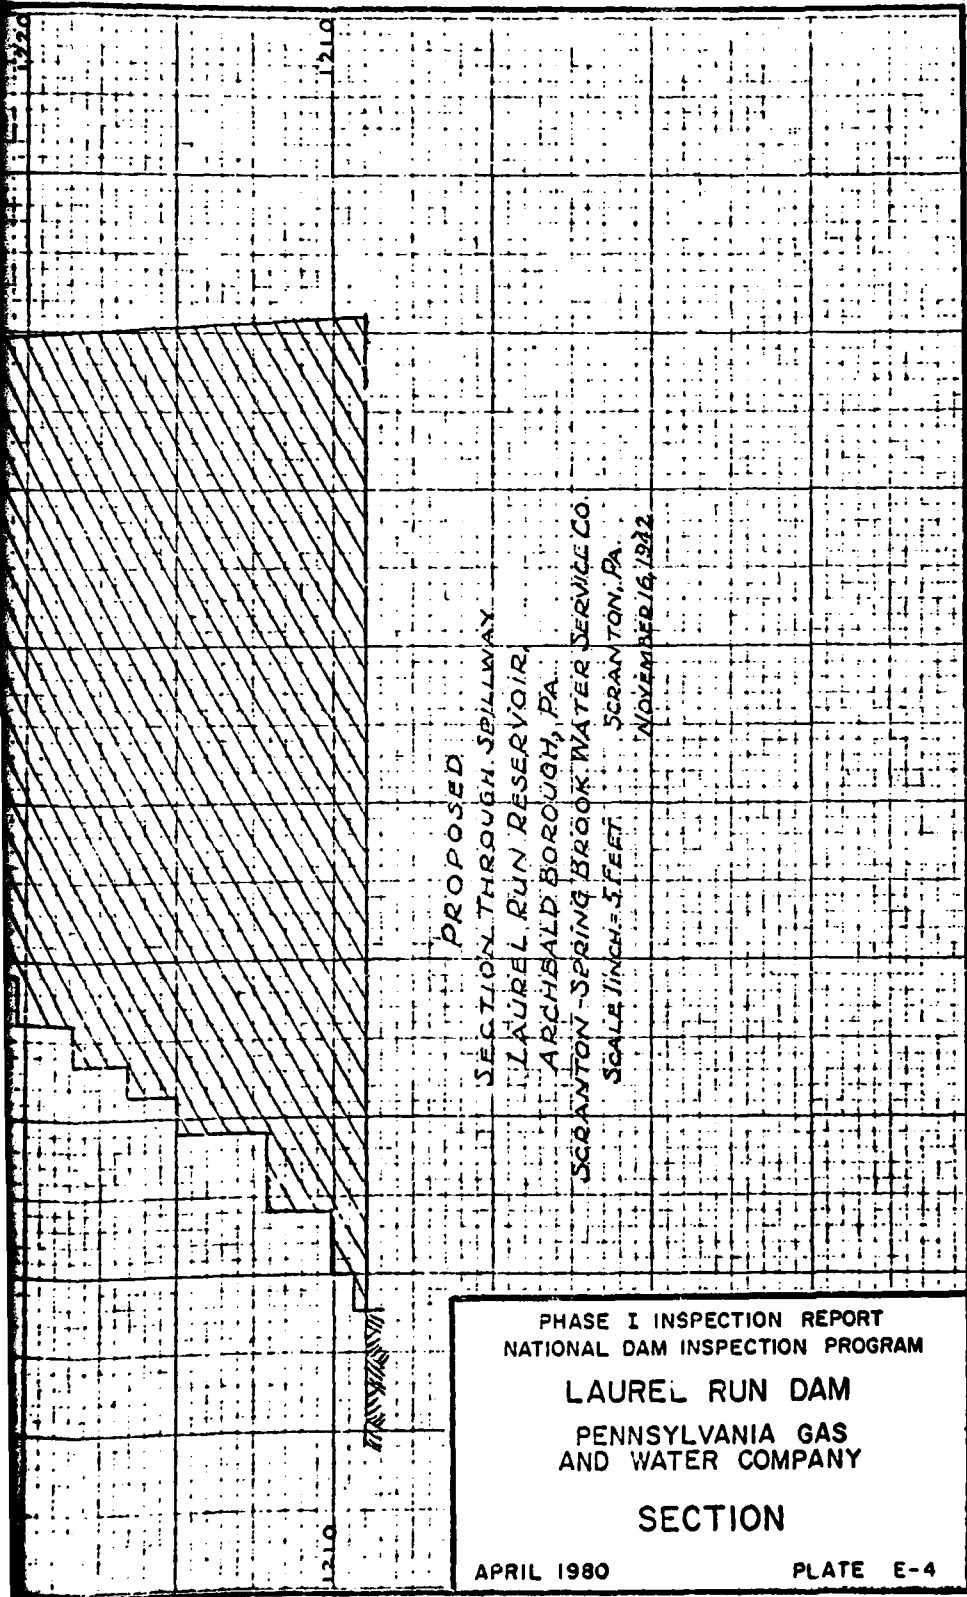 1220
1210
PROPOSED
SECTION THROUGH SPILLWAY
LAUREL RUN RESERVOIR,
ARCHBALD BOROUGH, PA.
SCRANTON-SPRING BROOK WATER SERVICE CO.
SCALE 1 INCH = 5 FEET. SCRANTON, PA.
NOVEMBER 16, 1942
1210
PHASE I INSPECTION REPORT
NATIONAL DAM INSPECTION PROGRAM
LAUREL RUN DAM
PENNSYLVANIA GAS
AND WATER COMPANY
SECTION
APRIL 1980 PLATE E-4